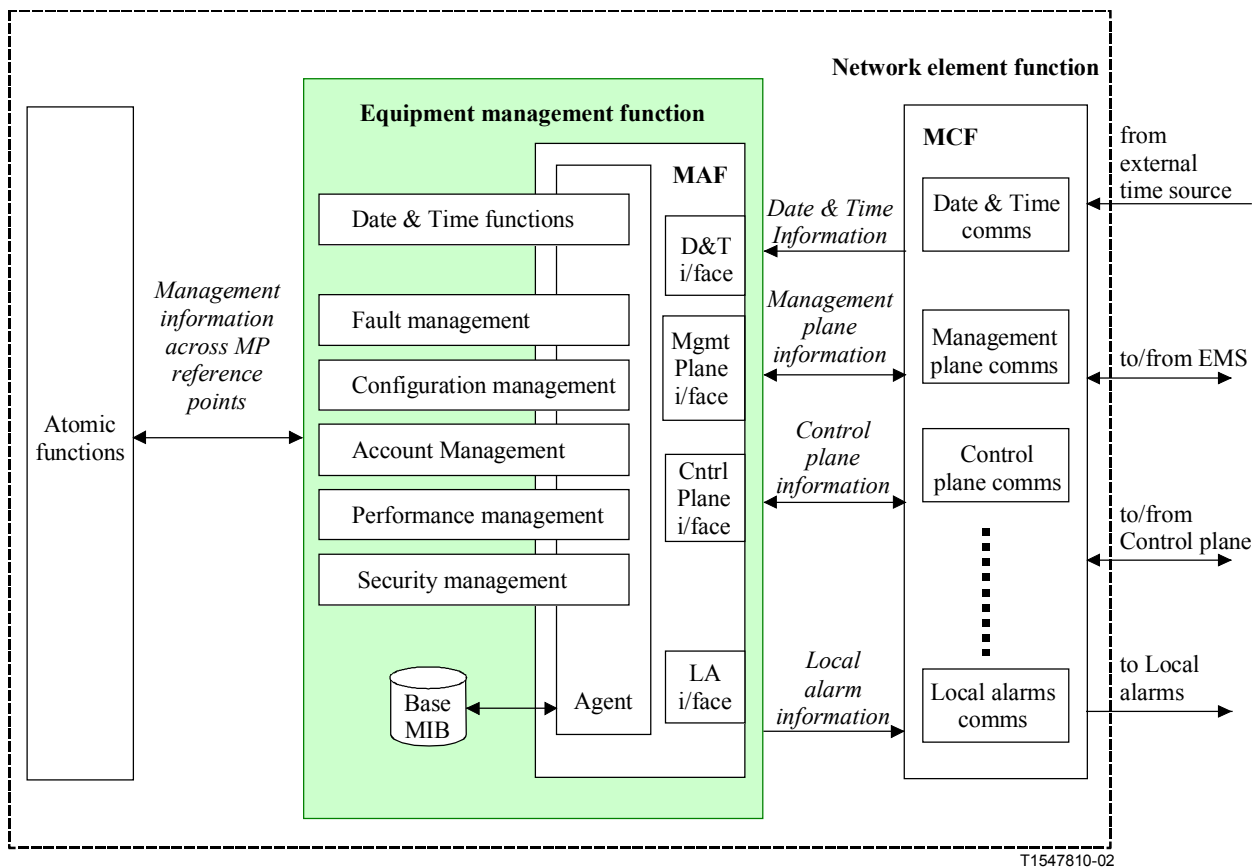 Network element function
Equipment management function
Atomic
functions
Management
information
across MP
reference
points
Date & Time functions
Fault management
Configuration management
Account Management
Performance management
Security management
Base
MIB
Agent
MAF
D&T
i/face
Mgmt
Plane
i/face
Cntrl
Plane
i/face
LA
i/face
Date & Time
Information
Management
plane
information
Control
plane
information
Local
alarm
information
MCF
Date & Time
comms
Management
plane comms
Control
plane comms
Local alarms
comms
from
external
time source
to/from EMS
to/from
Control plane
to Local
alarms
T1547810-02